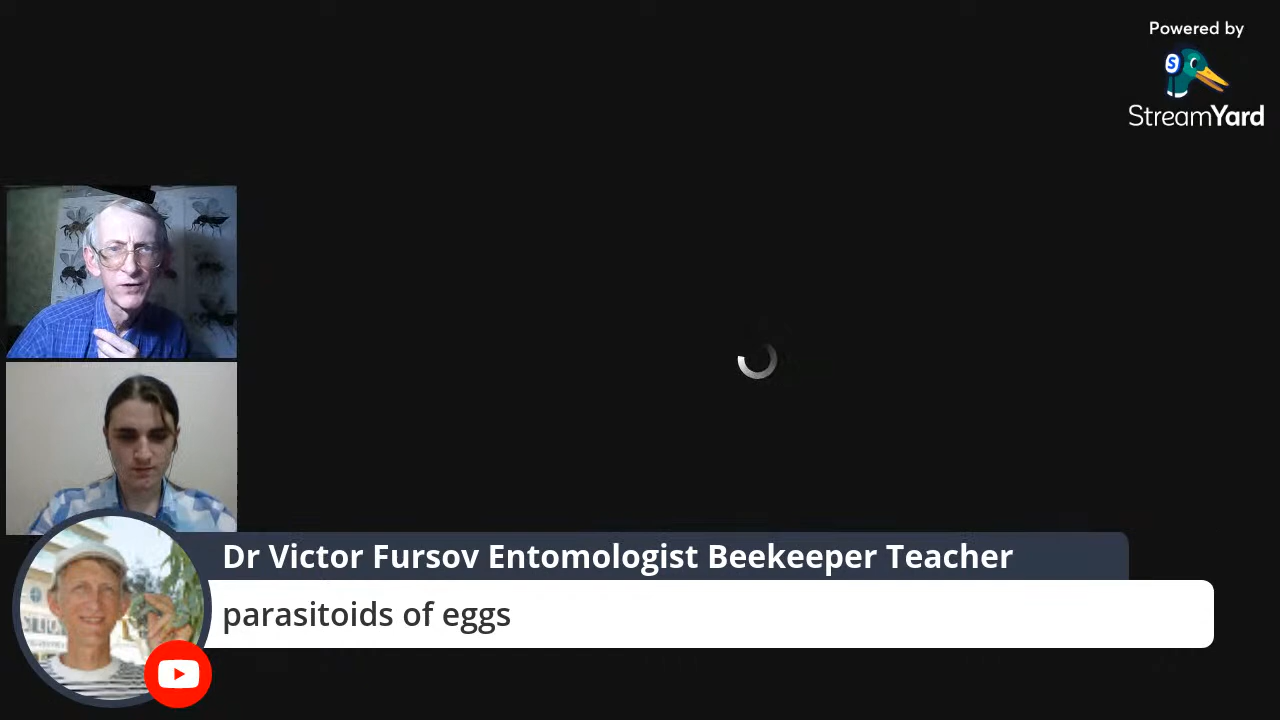 Powered by
S
StreamYard
Dr Victor Fursov Entomologist Beekeeper Teacher
parasitoids of eggs